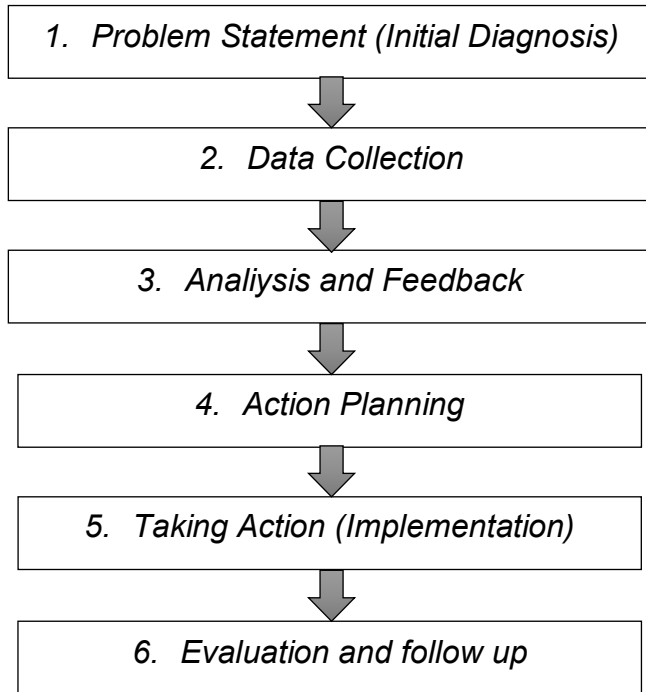 1. Problem Statement (Initial Diagnosis)
2. Data Collection
3. Analiysis and Feedback
4. Action Planning
5. Taking Action (Implementation)
6. Evaluation and follow up